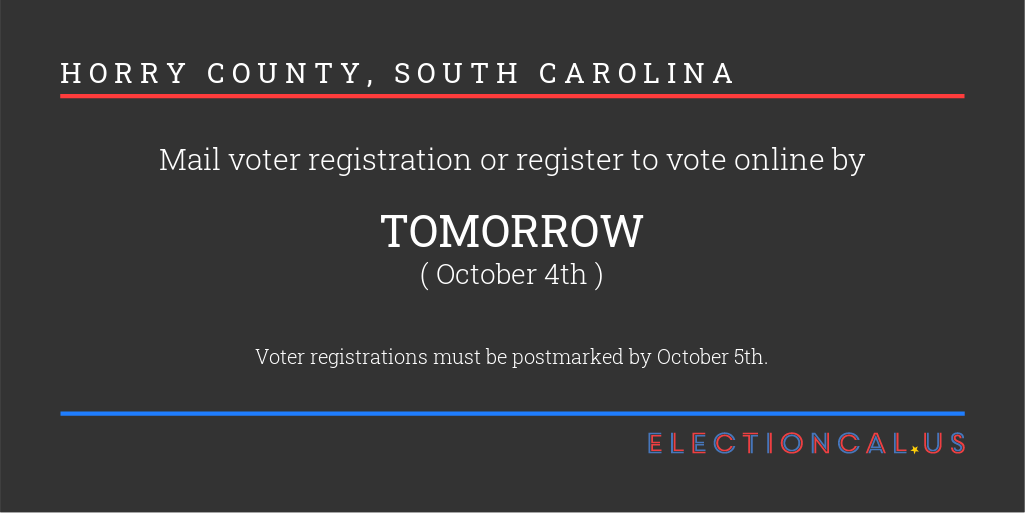 HORRY COUNTY, SOUTH CAROLINA
Mail voter registration or register to vote online by
TOMORROW
( October 4th )
Voter registrations must be postmarked by October 5th.
ELECTIONCAL.US